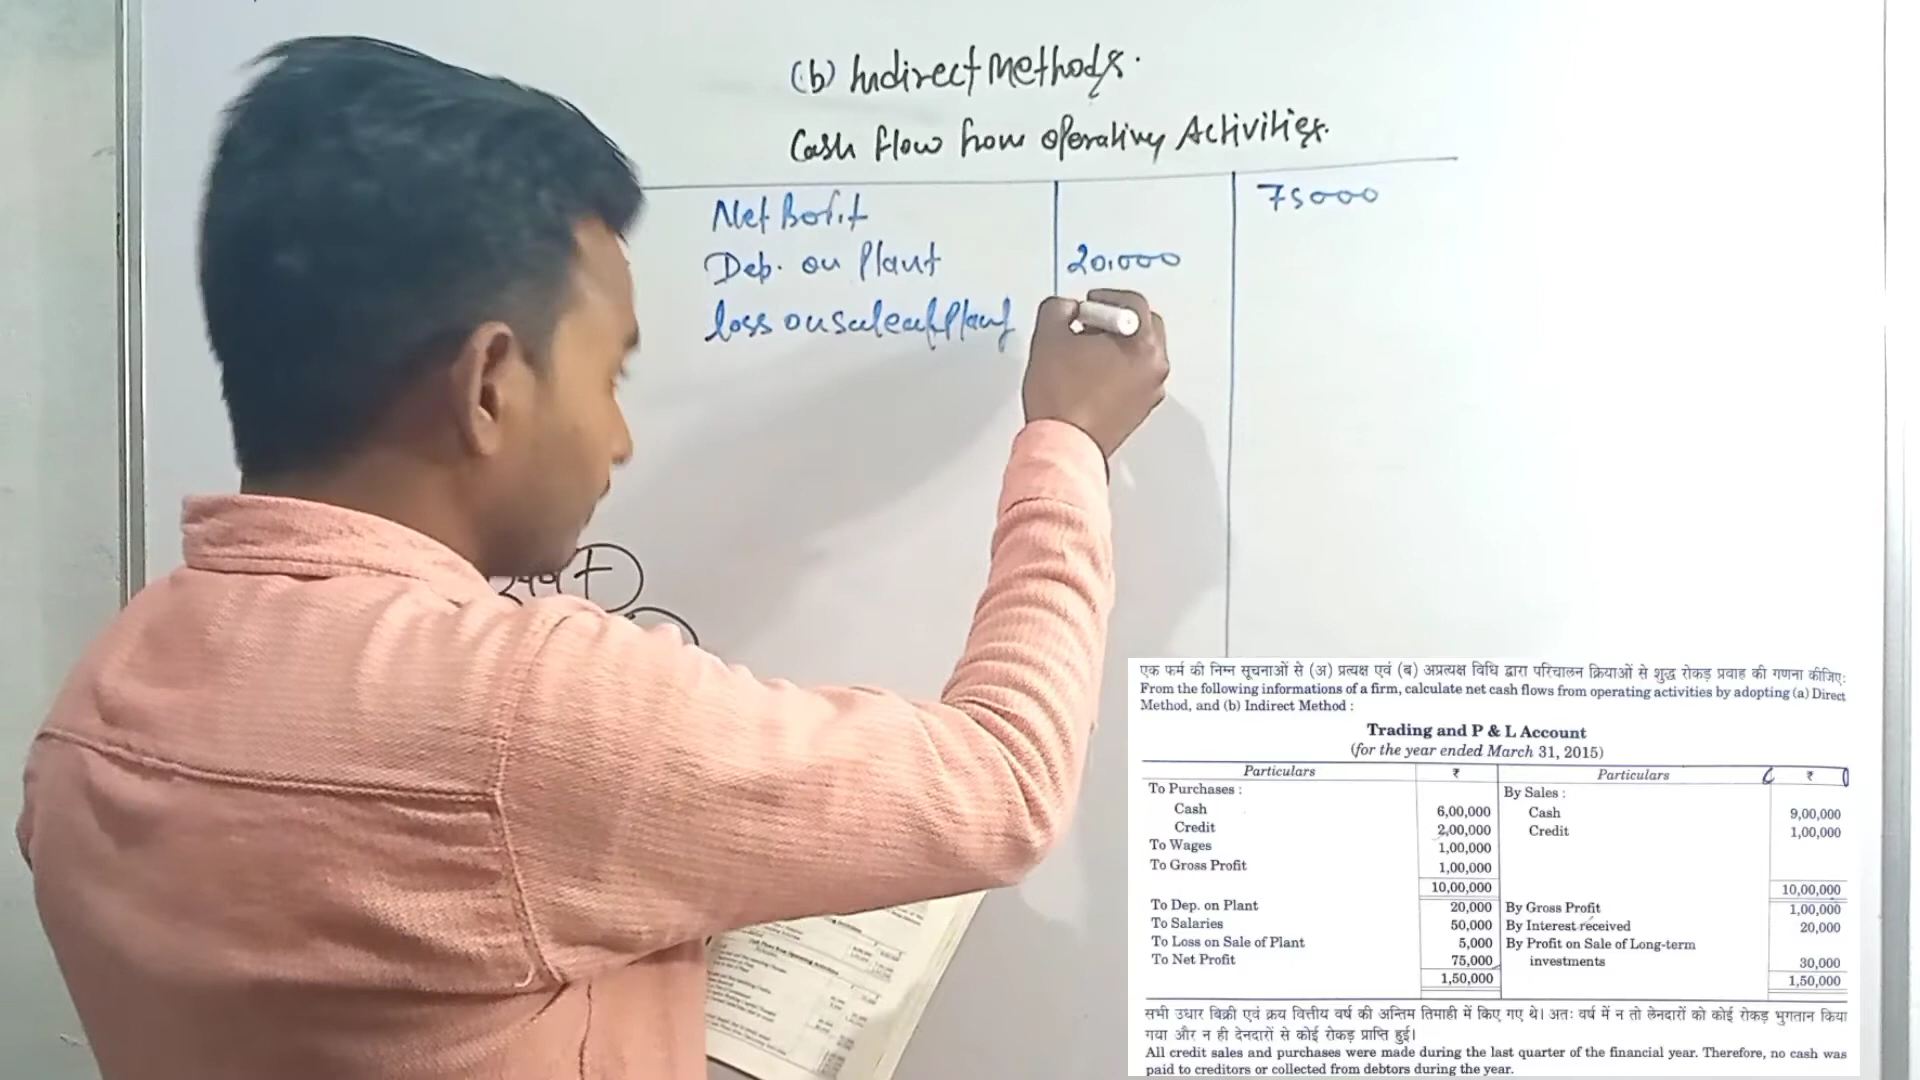 (b) Indirect Methods.
Cash flow from operating Activities.
Net Profit 75000
Dep. on Plant 20,000
loss on sale of Plant
एक फर्म की निम्न सूचनाओं से (अ) प्रत्यक्ष एवं (ब) अप्रत्यक्ष विधि द्वारा परिचालन क्रियाओं से शुद्ध रोकड़ प्रवाह की गणना कीजिए:
From the following informations of a firm, calculate net cash flows from operating activities by adopting (a) Direct
Method, and (b) Indirect Method :
Trading and P & L Account
(for the year ended March 31, 2015)
Particulars ₹ Particulars ₹
To Purchases : By Sales :
Cash 6,00,000 Cash 9,00,000
Credit 2,00,000 Credit 1,00,000
To Wages 1,00,000
To Gross Profit 1,00,000
10,00,000 10,00,000
To Dep. on Plant 20,000 By Gross Profit 1,00,000
To Salaries 50,000 By Interest received 20,000
To Loss on Sale of Plant 5,000 By Profit on Sale of Long-term
To Net Profit 75,000 investments 30,000
1,50,000 1,50,000
सभी उधार बिक्री एवं क्रय वित्तीय वर्ष की अन्तिम तिमाही में किए गए थे। अतः वर्ष में न तो लेनदारों को कोई रोकड़ भुगतान किया
गया और न ही देनदारों से कोई रोकड़ प्राप्ति हुई।
All credit sales and purchases were made during the last quarter of the financial year. Therefore, no cash was
paid to creditors or collected from debtors during the year.